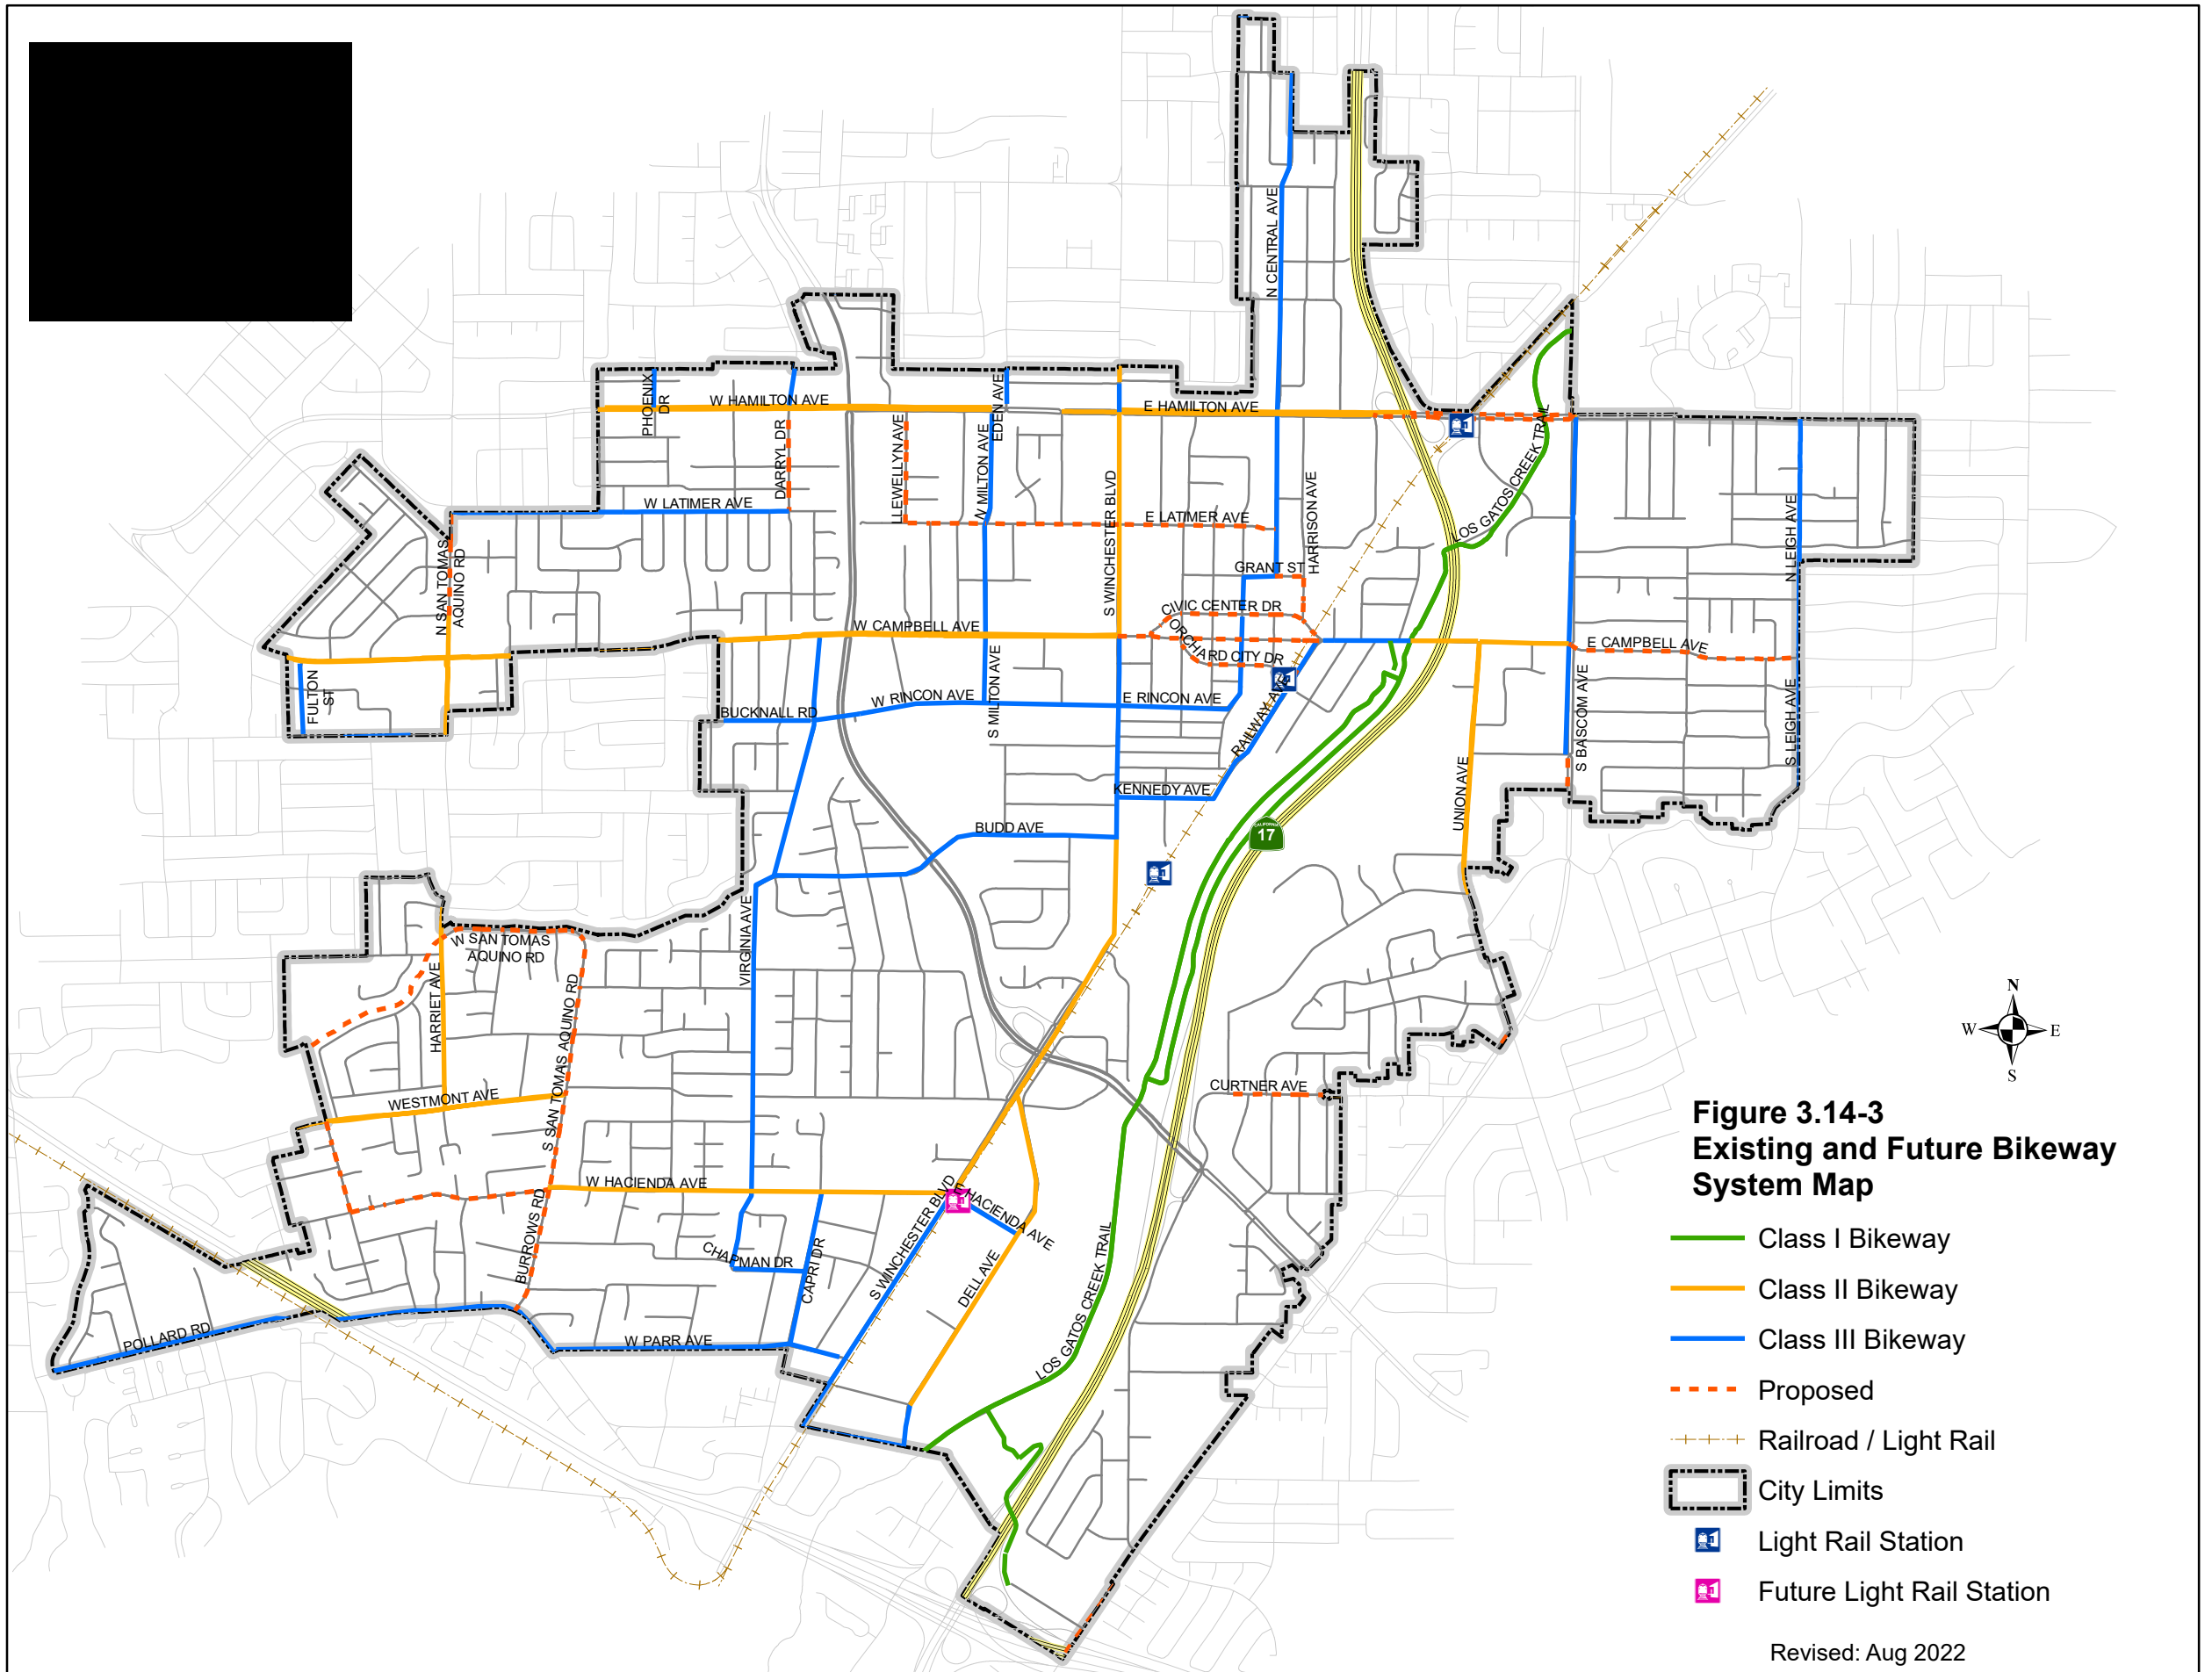 N CENTRAL AVE
PHOENIX
DR
W HAMILTON AVE
EDEN AVE
E HAMILTON AVE
DARRYL DR
LLEWELLYN AVE
N MILTON AVE
S WINCHESTER BLVD
HARRISON AVE
LOS GATOS CREEK TRAIL
N LEIGH AVE
W LATIMER AVE
E LATIMER AVE
N SAN TOMAS
AQUINO RD
GRANT ST
CIVIC CENTER DR
ORCHARD CITY DR
W CAMPBELL AVE
E CAMPBELL AVE
FULTON
ST
BUCKNALL RD
W RINCON AVE
S MILTON AVE
E RINCON AVE
RAILWAY AVE
S BASCOM AVE
S LEIGH AVE
UNION AVE
KENNEDY AVE
BUDD AVE
CALIFORNIA
17
VIRGINIA AVE
W SAN TOMAS
AQUINO RD
HARRIET AVE
S SAN TOMAS AQUINO RD
WESTMONT AVE
CURTNER AVE
W HACIENDA AVE
BURROWS RD
S WINCHESTER BLVD
E HACIENDA AVE
CHAPMAN DR
CAPRI DR
DELL AVE
LOS GATOS CREEK TRAIL
POLLARD RD
W PARR AVE
N
W E
S
Figure 3.14-3
Existing and Future Bikeway
System Map
Class I Bikeway
Class II Bikeway
Class III Bikeway
Proposed
Railroad / Light Rail
City Limits
Light Rail Station
Future Light Rail Station
Revised: Aug 2022